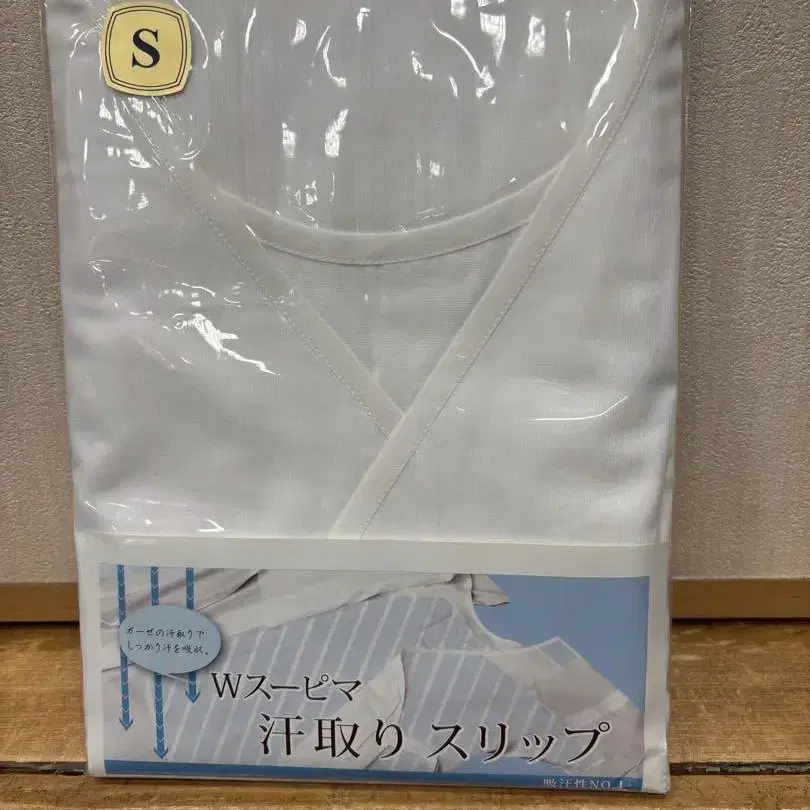 S
ガーゼの汗取りで
しっかり汗を吸収。
Wスーピマ
汗取り スリップ
吸汗性NO.1